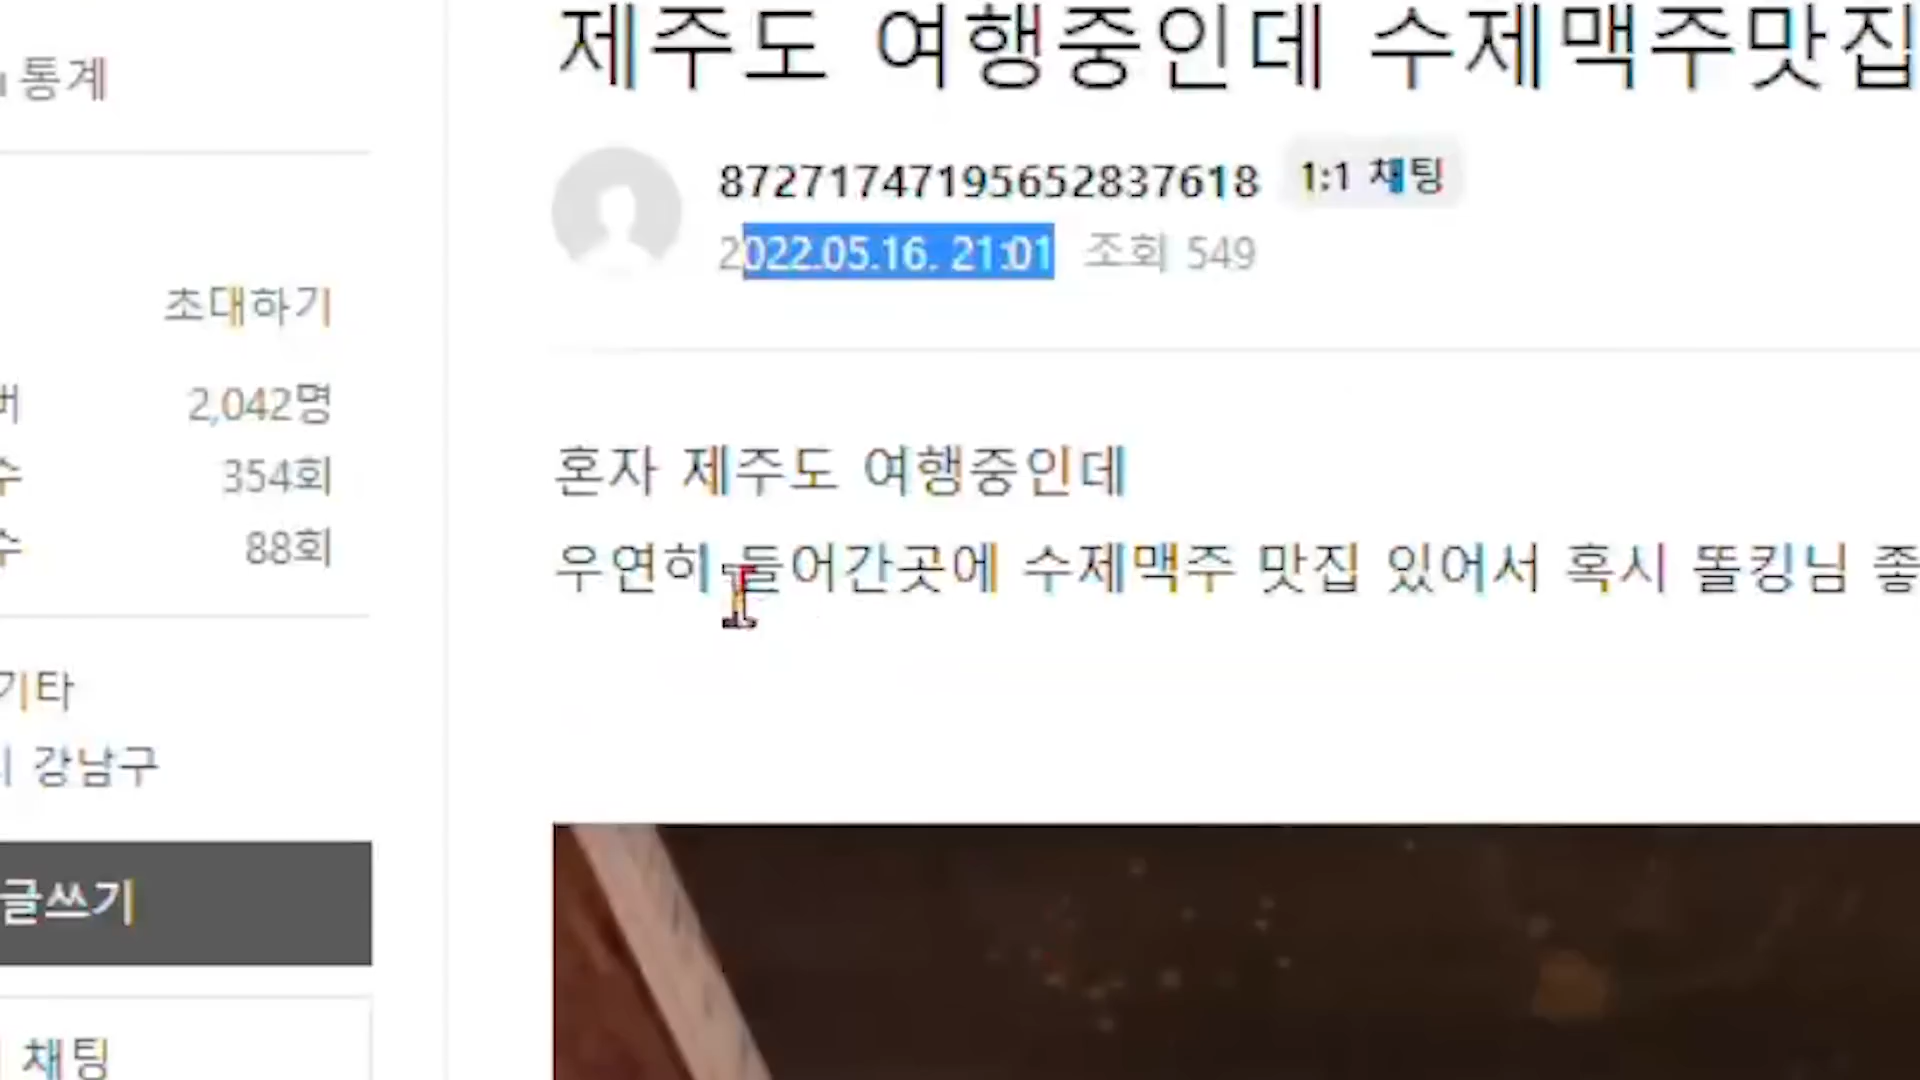 통계
초대하기
2,042명
354회
88회
기타
강남구
글쓰기
채팅
제주도 여행중인데 수제맥주맛집
87271747195652837618 1:1 채팅
2022.05.16. 21:01 조회 549
혼자 제주도 여행중인데
우연히 들어간곳에 수제맥주 맛집 있어서 혹시 똘킹님 좋